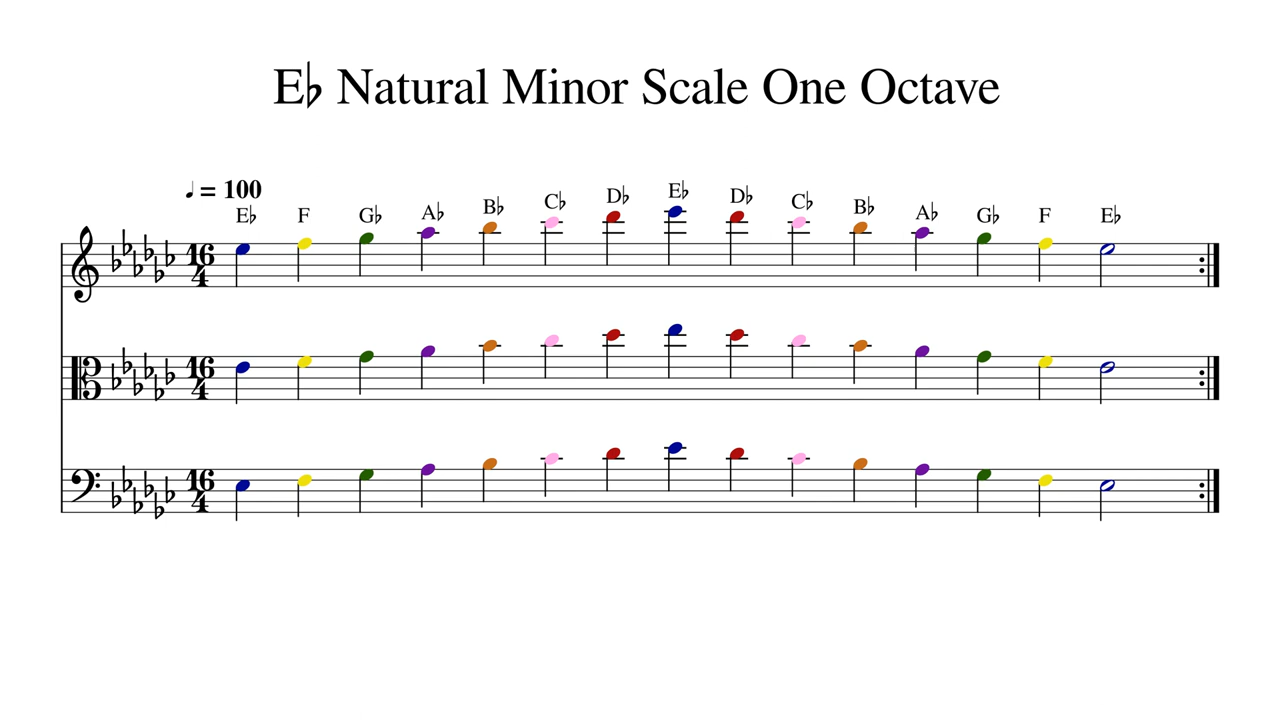 E♭ Natural Minor Scale One Octave
♩ = 100
E♭ F G♭ A♭ B♭ C♭ D♭ E♭ D♭ C♭ B♭ A♭ G♭ F E♭
16
4
16
4
16
4